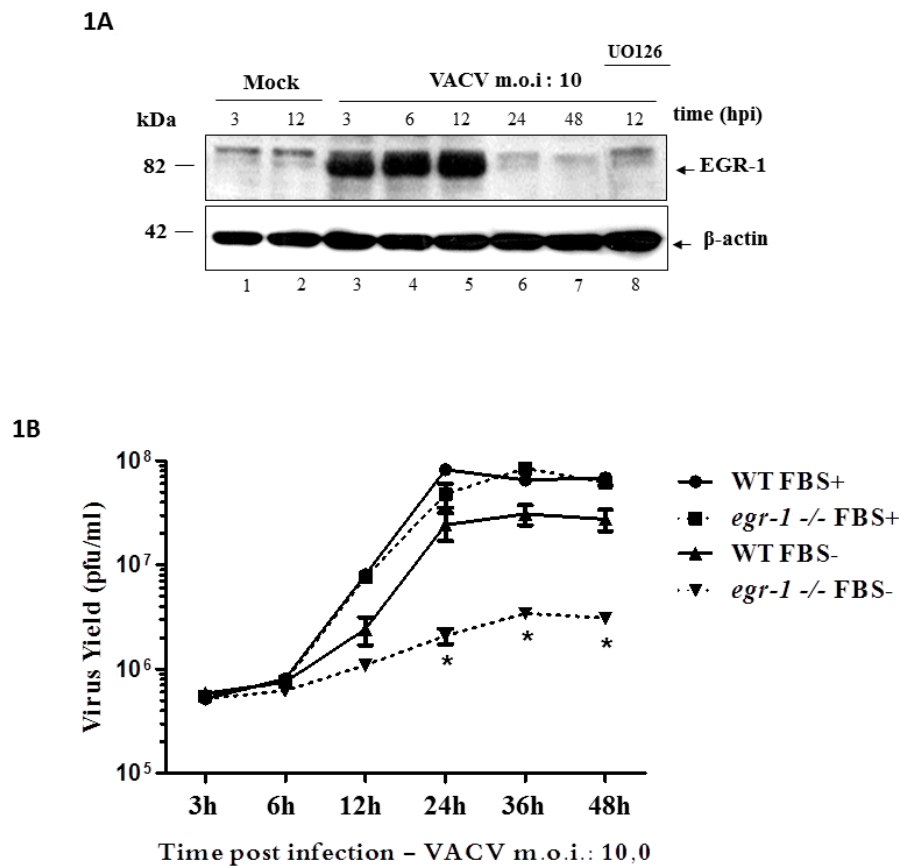 1A
UO126
Mock VACV m.o.i : 10
kDa 3 12 3 6 12 24 48 12 time (hpi)
82 EGR-1
42 β-actin
1 2 3 4 5 6 7 8
1B
Virus Yield (pfu/ml)
10⁸
10⁷
10⁶
10⁵
* * *
3h 6h 12h 24h 36h 48h
Time post infection – VACV m.o.i.: 10,0
WT FBS+
egr-1 -/- FBS+
WT FBS-
egr-1 -/- FBS-